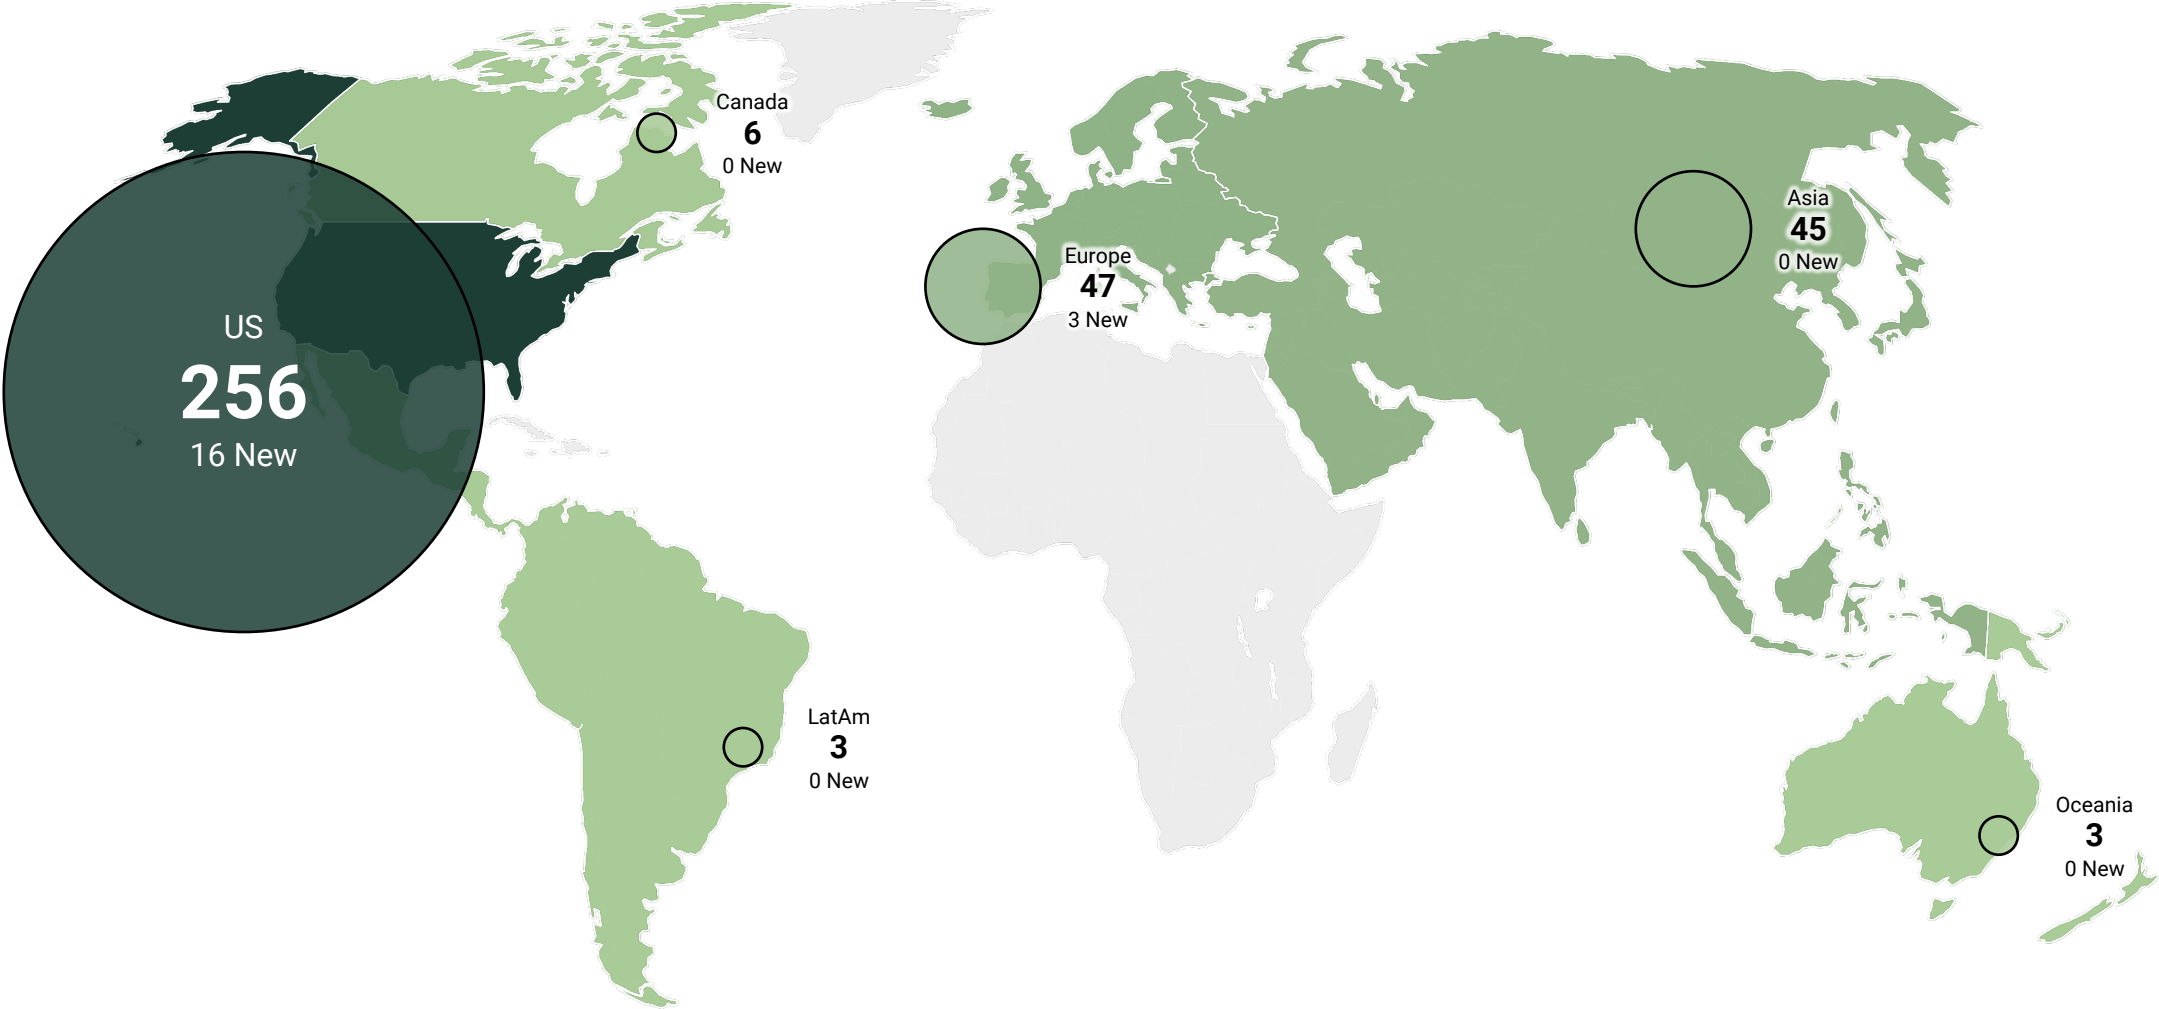 Canada
6
0 New
US
256
16 New
Europe
47
3 New
Asia
45
0 New
LatAm
3
0 New
Oceania
3
0 New